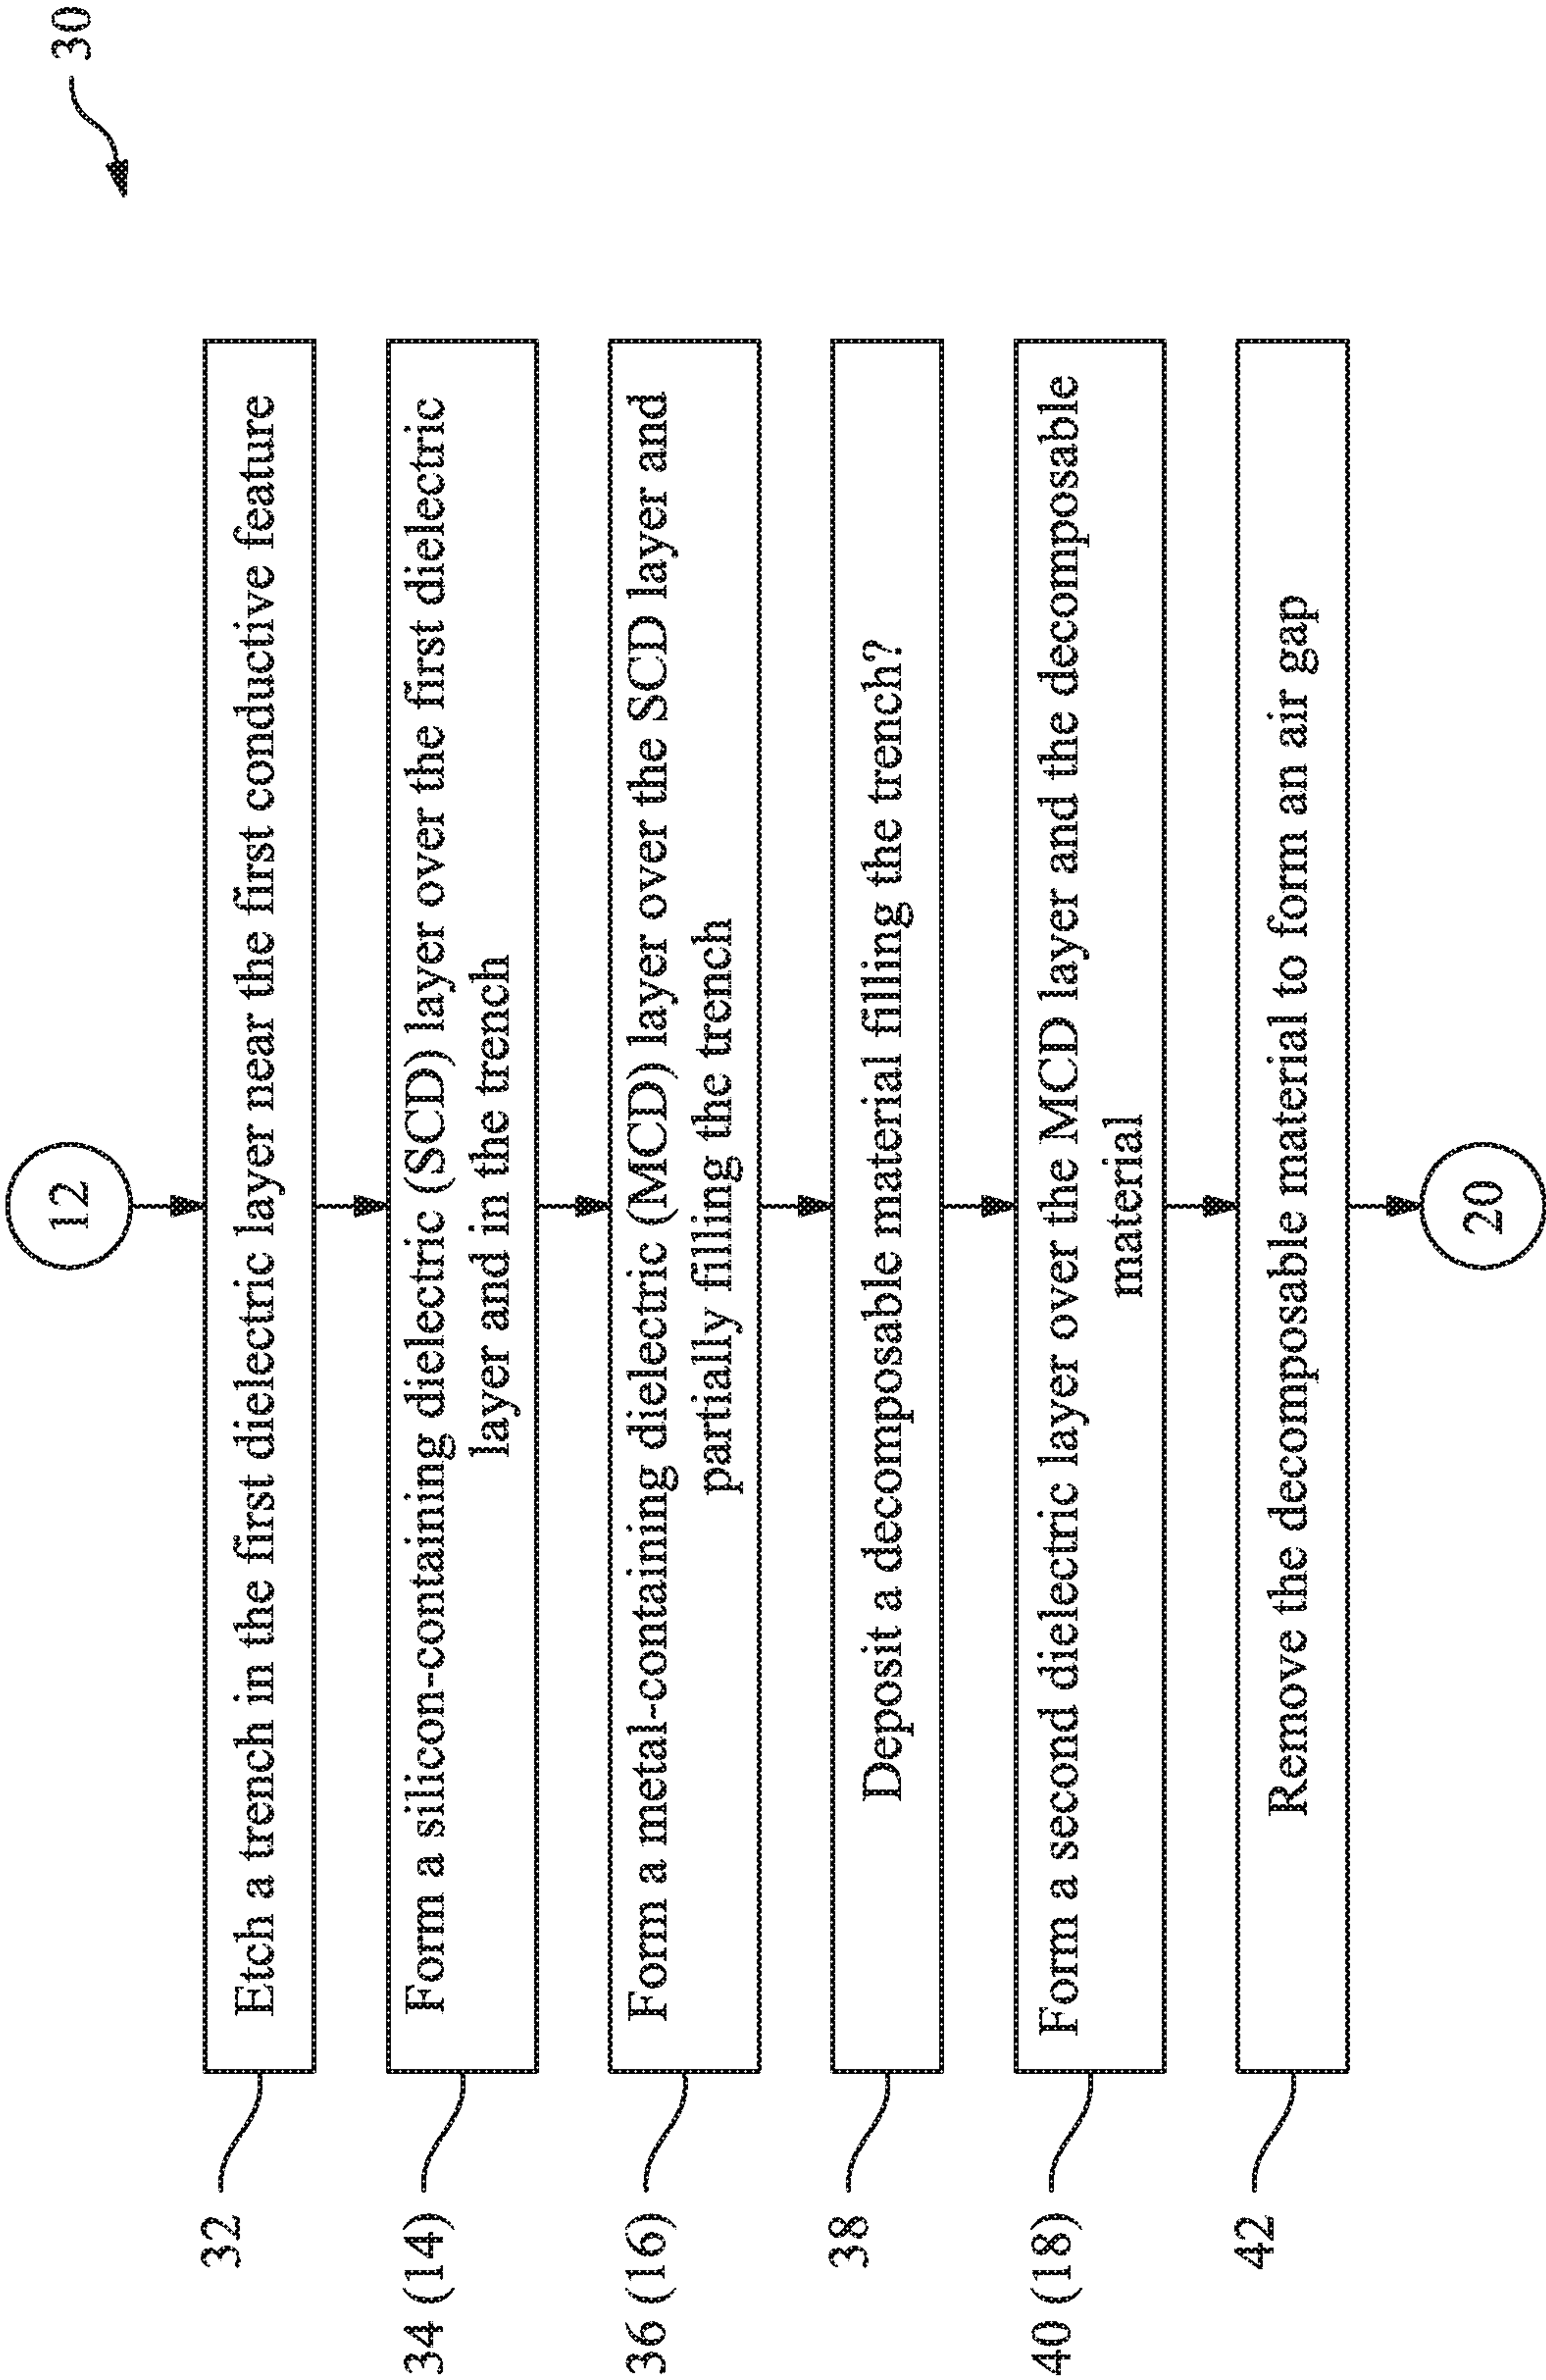 30
12
32
Etch a trench in the first dielectric layer near the first conductive feature
34 (14)
Form a silicon-containing dielectric (SCD) layer over the first dielectric
layer and in the trench
36 (16)
Form a metal-containing dielectric (MCD) layer over the SCD layer and
partially filling the trench
38
Deposit a decomposable material filling the trench?
40 (18)
Form a second dielectric layer over the MCD layer and the decomposable
material
42
Remove the decomposable material to form an air gap
20